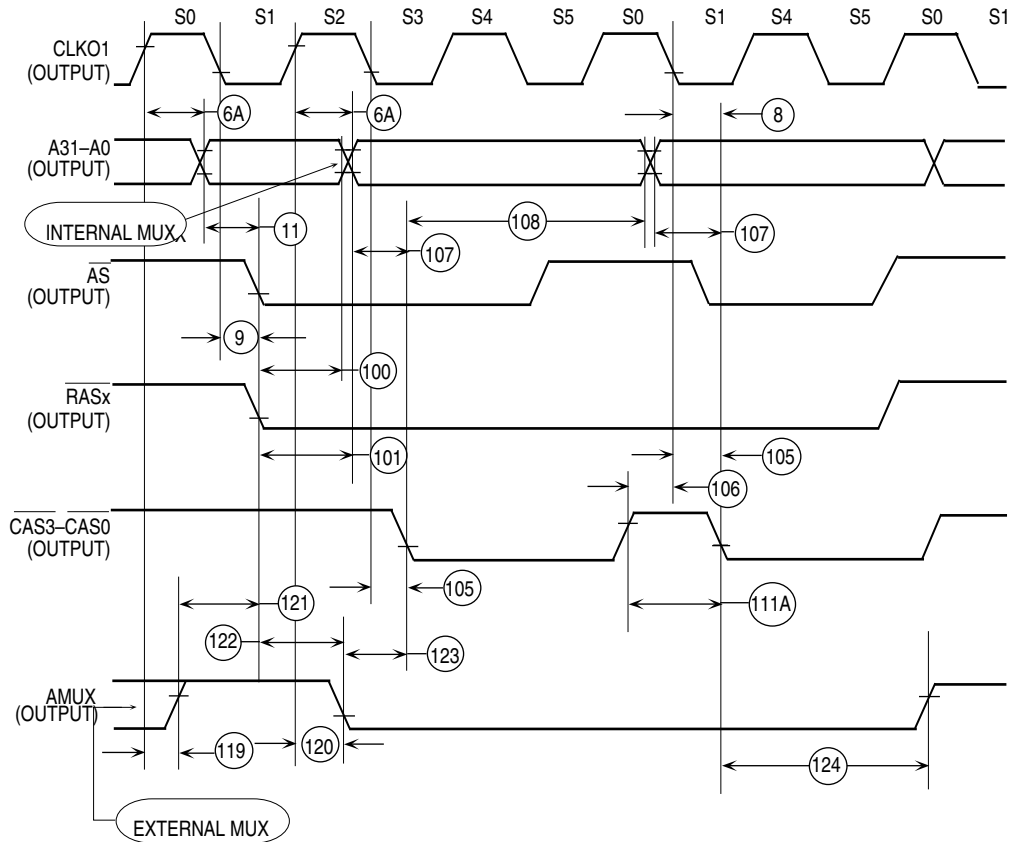 S0 S1 S2 S3 S4 S5 S0 S1 S4 S5 S0 S1
CLKO1
(OUTPUT)
6A 6A 8
A31–A0
(OUTPUT)
INTERNAL MUX
11 108 107 107
AS
(OUTPUT)
9
100
RASx
(OUTPUT)
101 105
106
CAS3–CAS0
(OUTPUT)
105
121 111A
122 123
AMUX
(OUTPUT)
119 120 124
EXTERNAL MUX